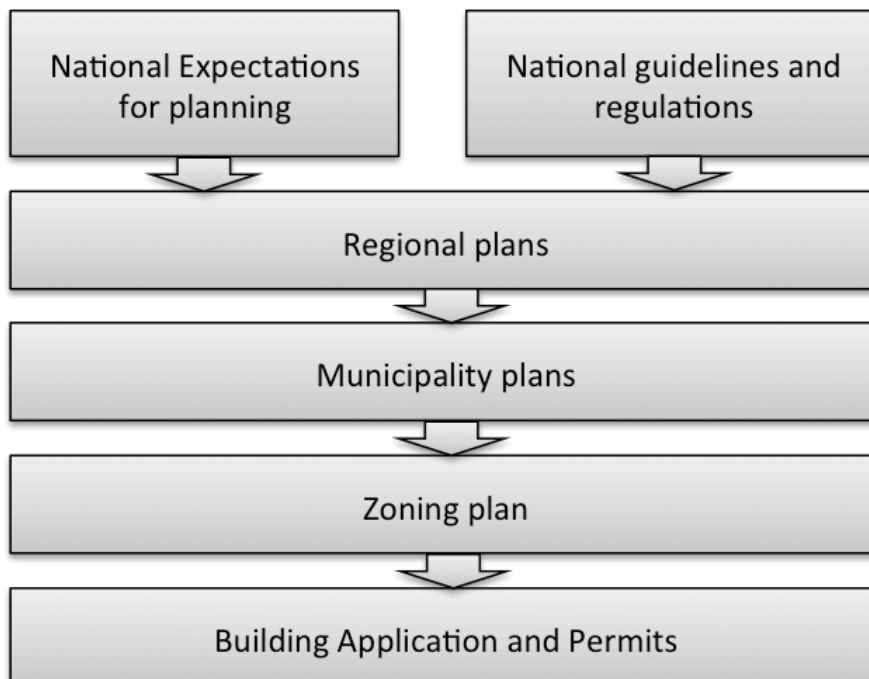 National Expectations
for planning
National guidelines and
regulations
Regional plans
Municipality plans
Zoning plan
Building Application and Permits